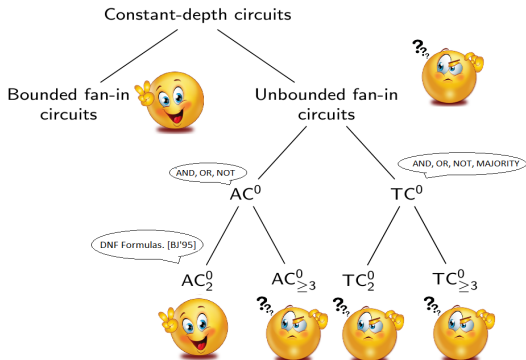 Constant-depth circuits
???
Bounded fan-in
circuits
Unbounded fan-in
circuits
AND, OR, NOT
AND, OR, NOT, MAJORITY
AC⁰
TC⁰
DNF Formulas. [BJ'95]
AC⁰₂
AC⁰≥3
TC⁰₂
TC⁰≥3
???
???
???